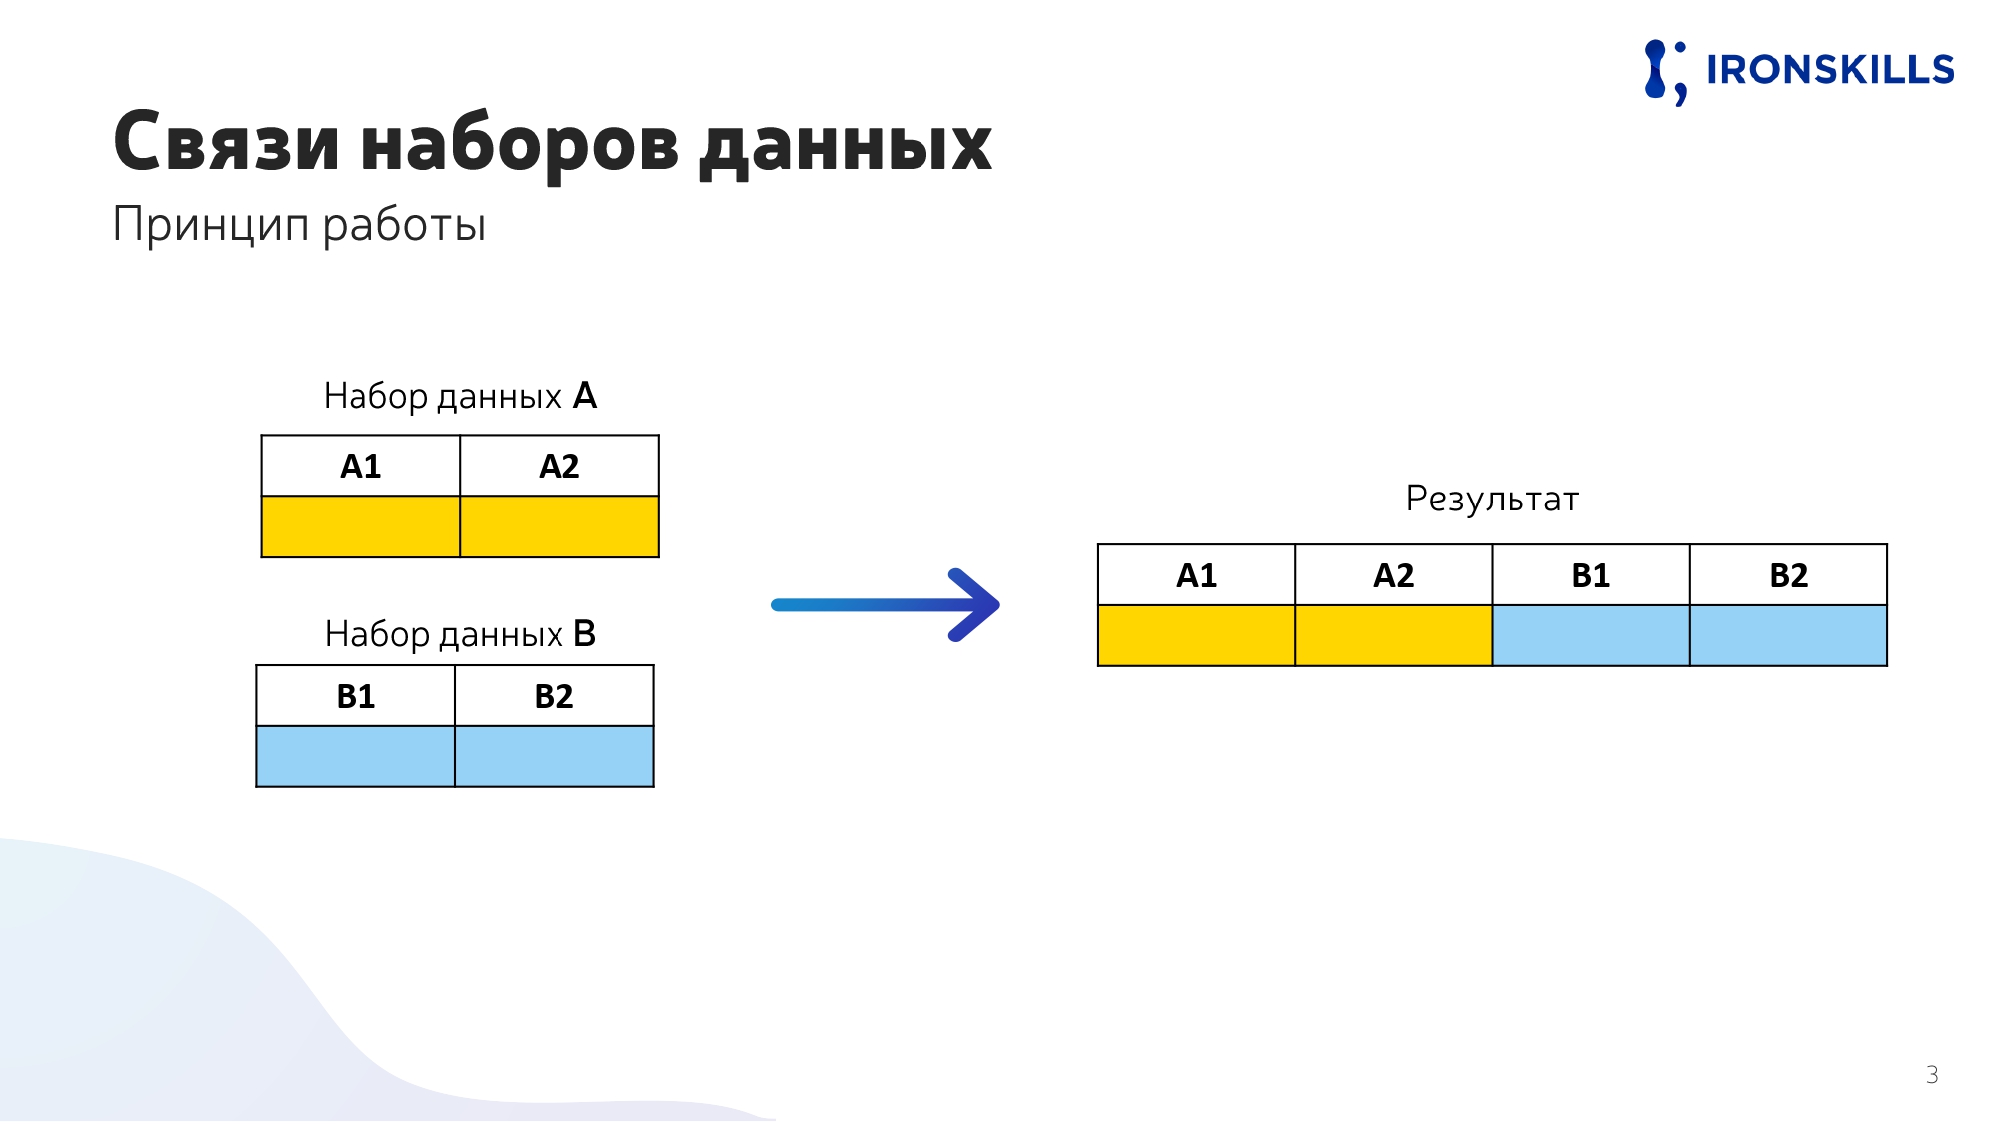 IRONSKILLS
Связи наборов данных
Принцип работы
Набор данных A
A1 A2
Набор данных B
B1 B2
Результат
A1 A2 B1 B2
3